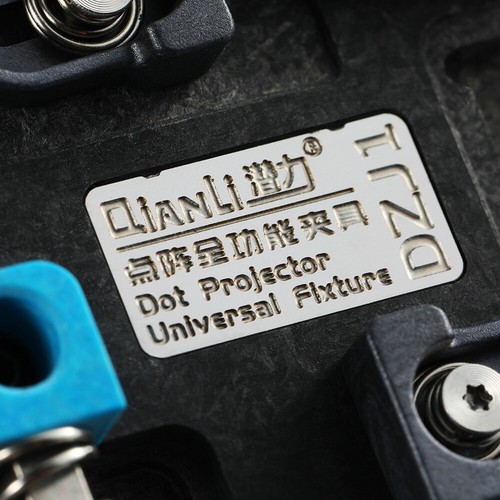 QIANLI 潜力®
点阵全功能夹具
Dot Projector
Universal Fixture
DZJ1